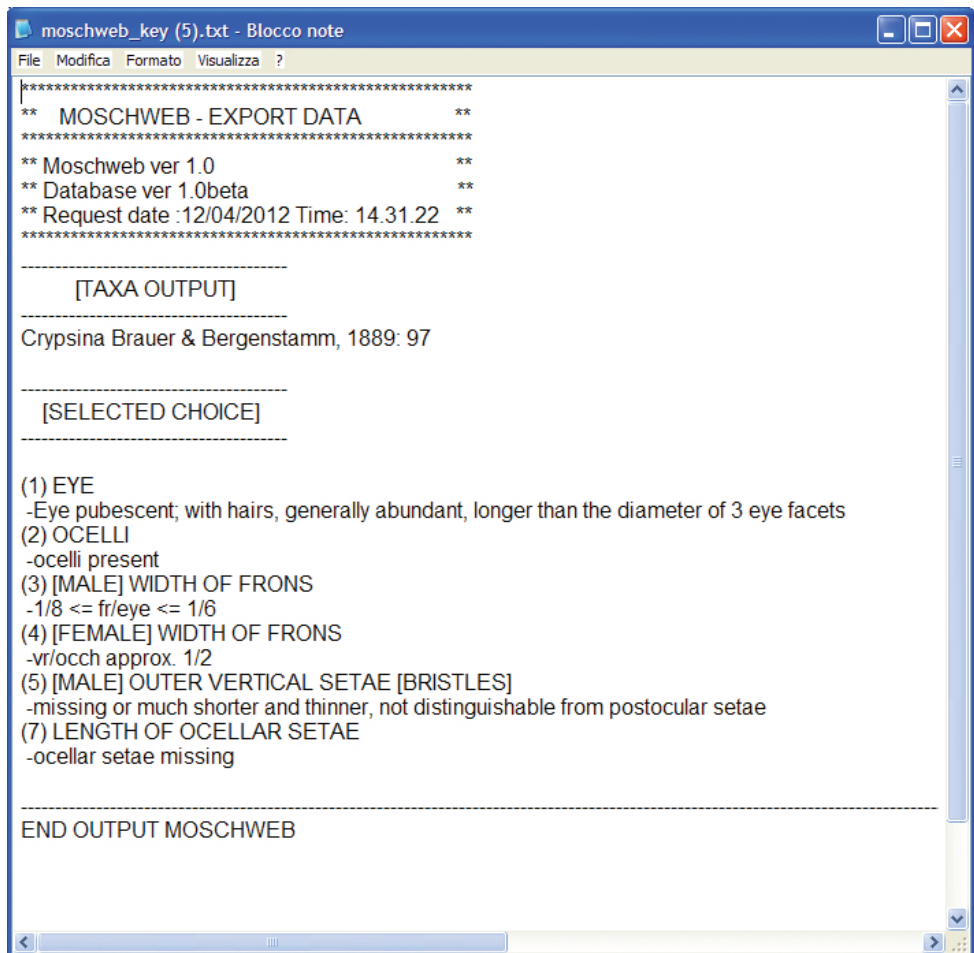 moschweb_key (5).txt - Blocco note
File Modifica Formato Visualizza ?
*******************************************************
** MOSCHWEB - EXPORT DATA **
*******************************************************
** Moschweb ver 1.0 **
** Database ver 1.0beta **
** Request date :12/04/2012 Time: 14.31.22 **
*******************************************************
---------------------------------------
[TAXA OUTPUT]
---------------------------------------
Crypsina Brauer & Bergenstamm, 1889: 97
---------------------------------------
[SELECTED CHOICE]
---------------------------------------
(1) EYE
-Eye pubescent; with hairs, generally abundant, longer than the diameter of 3 eye facets
(2) OCELLI
-ocelli present
(3) [MALE] WIDTH OF FRONS
-1/8 <= fr/eye <= 1/6
(4) [FEMALE] WIDTH OF FRONS
-vr/occh approx. 1/2
(5) [MALE] OUTER VERTICAL SETAE [BRISTLES]
-missing or much shorter and thinner, not distinguishable from postocular setae
(7) LENGTH OF OCELLAR SETAE
-ocellar setae missing
---------------------------------------------------------------------------------------------------------------------------------------
END OUTPUT MOSCHWEB